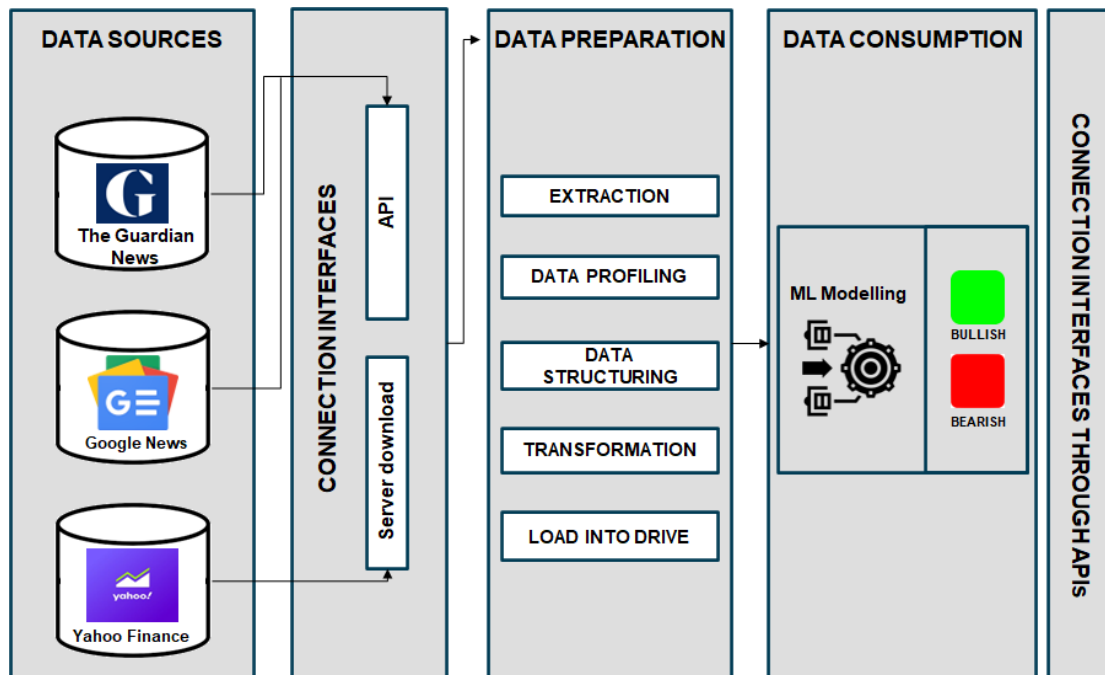 DATA SOURCES
G
The Guardian
News
GE
Google News
yahoo!
Yahoo Finance
CONNECTION INTERFACES
API
Server download
DATA PREPARATION
EXTRACTION
DATA PROFILING
DATA
STRUCTURING
TRANSFORMATION
LOAD INTO DRIVE
DATA CONSUMPTION
ML Modelling
BULLISH
BEARISH
CONNECTION INTERFACES THROUGH APIs